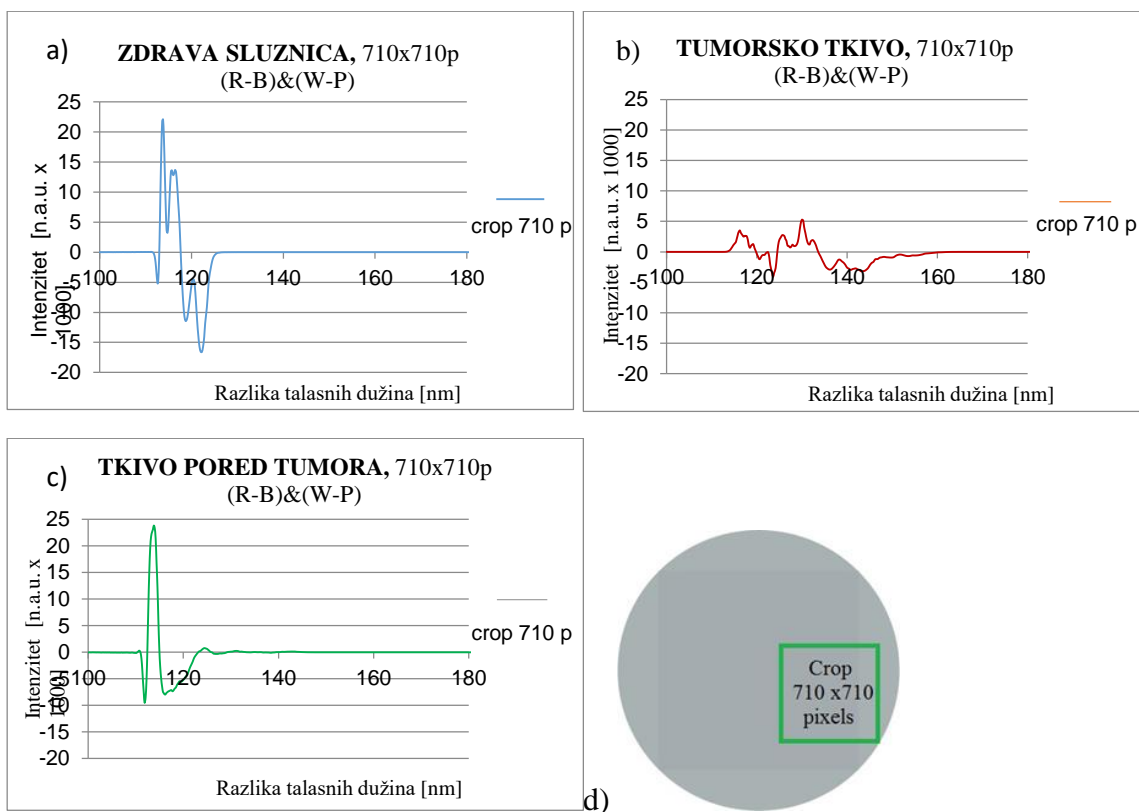 a)
ZDRAVA SLUZNICA, 710x710p
(R-B)&(W-P)
Intenzitet [n.a.u. x
1000]
25
20
15
10
5
0
-5
-10
-15
-20
100 120 140 160 180
crop 710 p
Razlika talasnih dužina [nm]
b)
TUMORSKO TKIVO, 710x710p
(R-B)&(W-P)
Intenzitet [n.a.u. x 1000]
25
20
15
10
5
0
-5
-10
-15
-20
100 120 140 160 180
crop 710 p
Razlika talasnih dužina [nm]
c)
TKIVO PORED TUMORA, 710x710p
(R-B)&(W-P)
Intenzitet [n.a.u. x
1000]
25
20
15
10
5
0
-5
-10
-15
-20
100 120 140 160 180
crop 710 p
Razlika talasnih dužina [nm]
Crop
710 x710
pixels
d)